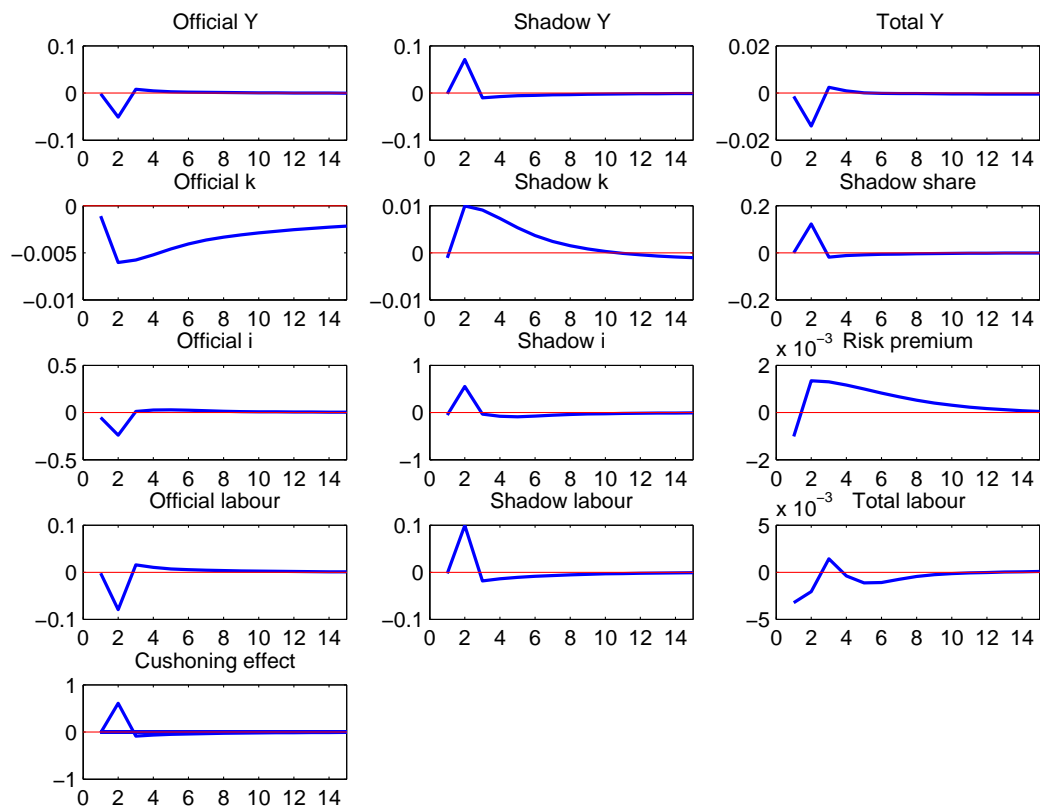 Official Y
Shadow Y
Total Y
0.1
0
−0.1
0 2 4 6 8 10 12 14
0.1
0
−0.1
0 2 4 6 8 10 12 14
0.02
0
−0.02
0 2 4 6 8 10 12 14
Official k
Shadow k
Shadow share
0
−0.005
−0.01
0 2 4 6 8 10 12 14
0.01
0
−0.01
0 2 4 6 8 10 12 14
0.2
0
−0.2
0 2 4 6 8 10 12 14
Official i
Shadow i
x 10−3 Risk premium
0.5
0
−0.5
0 2 4 6 8 10 12 14
1
0
−1
0 2 4 6 8 10 12 14
2
0
−2
0 2 4 6 8 10 12 14
Official labour
Shadow labour
x 10−3 Total labour
0.1
0
−0.1
0 2 4 6 8 10 12 14
0.1
0
−0.1
0 2 4 6 8 10 12 14
5
0
−5
0 2 4 6 8 10 12 14
Cushoning effect
1
0
−1
0 2 4 6 8 10 12 14